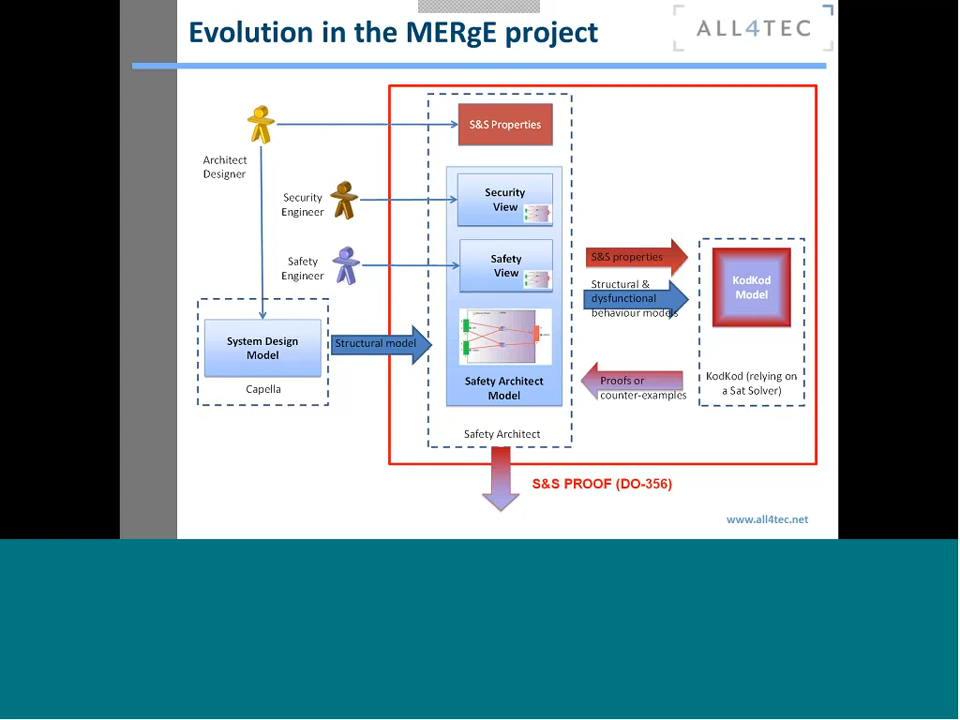 Evolution in the MERgE project
ALL4TEC
S&S Properties
Architect
Designer
Security
View
Security
Engineer
Safety
View
Safety
Engineer
S&S properties
Structural &
dysfunctional
behaviour models
KodKod
Model
System Design
Model
Structural model
Capella
Safety Architect
Model
Proofs or
counter-examples
KodKod (relying on
a Sat Solver)
Safety Architect
S&S PROOF (DO-356)
www.all4tec.net